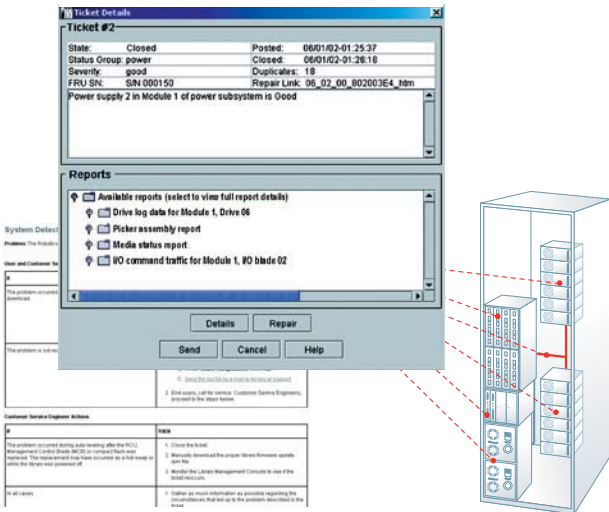 Ticket Details
Ticket #2
State: Closed Posted: 06/01/02-01:25:37
Status Group: power Closed: 06/01/02-01:26:18
Severity: good Duplicates: 18
FRU SN: S/N 000150 Repair Link: 06_02_00_802003E4_htm
Power supply 2 in Module 1 of power subsystem is Good
Reports
Available reports (select to view full report details)
Drive log data for Module 1, Drive 06
Picker assembly report
Media status report
I/O command traffic for Module 1, I/O blade 02
Details Repair
Send Cancel Help
System Detect
Problem: The Robotics
User and Customer Se
If
The problem occurred
download.
The problem is not re
2. End users, call for service. Customer Service Engineers,
proceed to the steps below.
Customer Service Engineer Actions
If THEN
The problem occurred during auto-leveling after the RCU,
Management Control Blade (MCB) or compact flash was
replaced. The replacement may have occurred as a hot-swap or
while the library was powered off.
1. Close the ticket.
2. Manually download the proper library firmware update
.rpm file.
3. Monitor the Library Management Console to see if the
ticket reoccurs.
In all cases
1. Gather as much information as possible regarding the
circumstances that led up to the problem described in the
ticket.